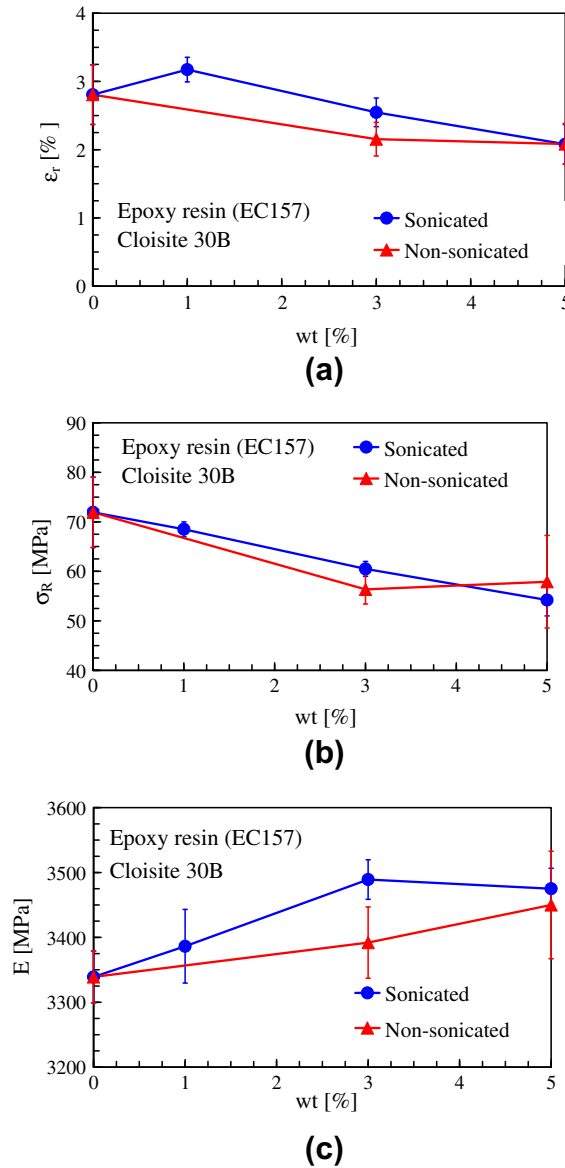 4
3
2
1
0
εr [% ]
Epoxy resin (EC157)
Cloisite 30B
Sonicated
Non-sonicated
0 1 2 3 4 5
wt [%]
(a)
90
80
70
60
50
40
σR [MPa]
Epoxy resin (EC157)
Cloisite 30B
Sonicated
Non-sonicated
0 1 2 3 4 5
wt [%]
(b)
3600
3500
3400
3300
3200
E [MPa]
Epoxy resin (EC157)
Cloisite 30B
Sonicated
Non-sonicated
0 1 2 3 4 5
wt [%]
(c)